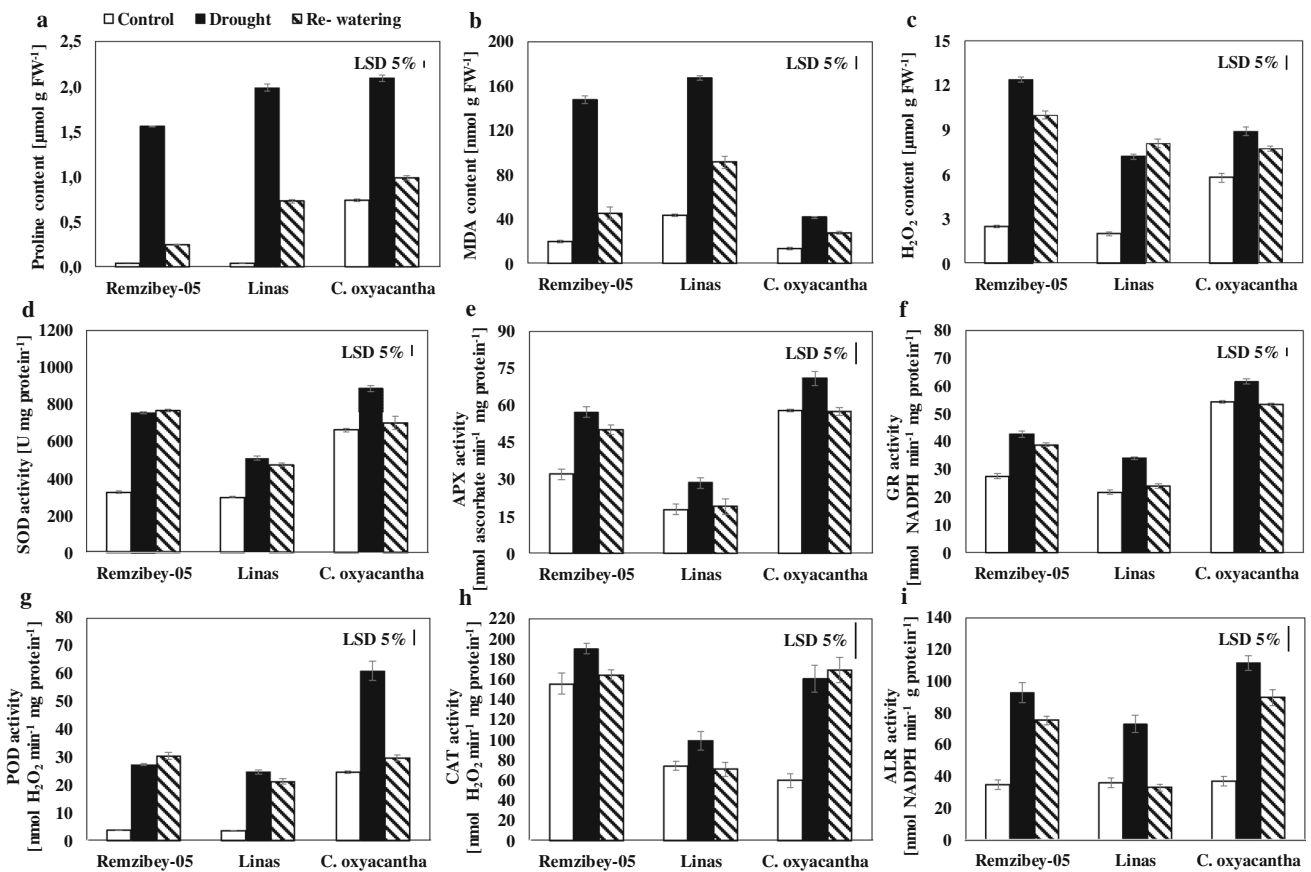 a
Control Drought Re- watering
Proline content [µmol g FW⁻¹]
2,5
2,0
1,5
1,0
0,5
0,0
LSD 5%
Remzibey-05 Linas C. oxyacantha
b
MDA content [nmol g FW⁻¹]
200
160
120
80
40
0
LSD 5%
Remzibey-05 Linas C. oxyacantha
c
H₂O₂ content [µmol g FW⁻¹]
15
12
9
6
3
0
LSD 5%
Remzibey-05 Linas C. oxyacantha
d
SOD activity [U mg protein⁻¹]
1200
1000
800
600
400
200
0
LSD 5%
Remzibey-05 Linas C. oxyacantha
e
APX activity
[nmol ascorbate min⁻¹ mg protein⁻¹]
90
75
60
45
30
15
0
LSD 5%
Remzibey-05 Linas C. oxyacantha
f
GR activity
[nmol NADPH min⁻¹ mg protein⁻¹]
80
70
60
50
40
30
20
10
0
LSD 5%
Remzibey-05 Linas C. oxyacantha
g
POD activity
[nmol H₂O₂ min⁻¹ mg protein⁻¹]
80
70
60
50
40
30
20
10
0
LSD 5%
Remzibey-05 Linas C. oxyacantha
h
CAT activity
[nmol H₂O₂ min⁻¹ mg protein⁻¹]
220
200
180
160
140
120
100
80
60
40
20
0
LSD 5%
Remzibey-05 Linas C. oxyacantha
i
ALR activity
[nmol NADPH min⁻¹ g protein⁻¹]
140
120
100
80
60
40
20
0
LSD 5%
Remzibey-05 Linas C. oxyacantha